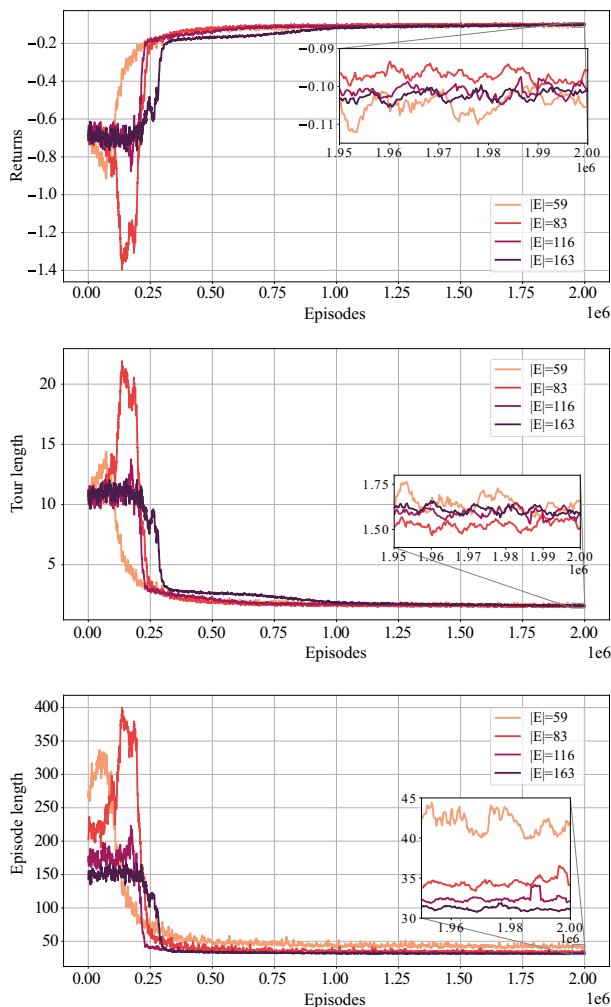 −0.2
−0.4
−0.6
−0.8
−1.0
−1.2
−1.4
Returns
−0.09
−0.10
−0.11
1.95 1.96 1.97 1.98 1.99 2.00
1e6
|E|=59
|E|=83
|E|=116
|E|=163
0.00 0.25 0.50 0.75 1.00 1.25 1.50 1.75 2.00
Episodes
1e6
20
15
10
5
Tour length
|E|=59
|E|=83
|E|=116
|E|=163
1.75
1.50
1.95 1.96 1.97 1.98 1.99 2.00
1e6
0.00 0.25 0.50 0.75 1.00 1.25 1.50 1.75 2.00
Episodes
1e6
400
350
300
250
200
150
100
50
Episode length
|E|=59
|E|=83
|E|=116
|E|=163
45
40
35
30
1.96 1.98 2.00
1e6
0.00 0.25 0.50 0.75 1.00 1.25 1.50 1.75 2.00
Episodes
1e6